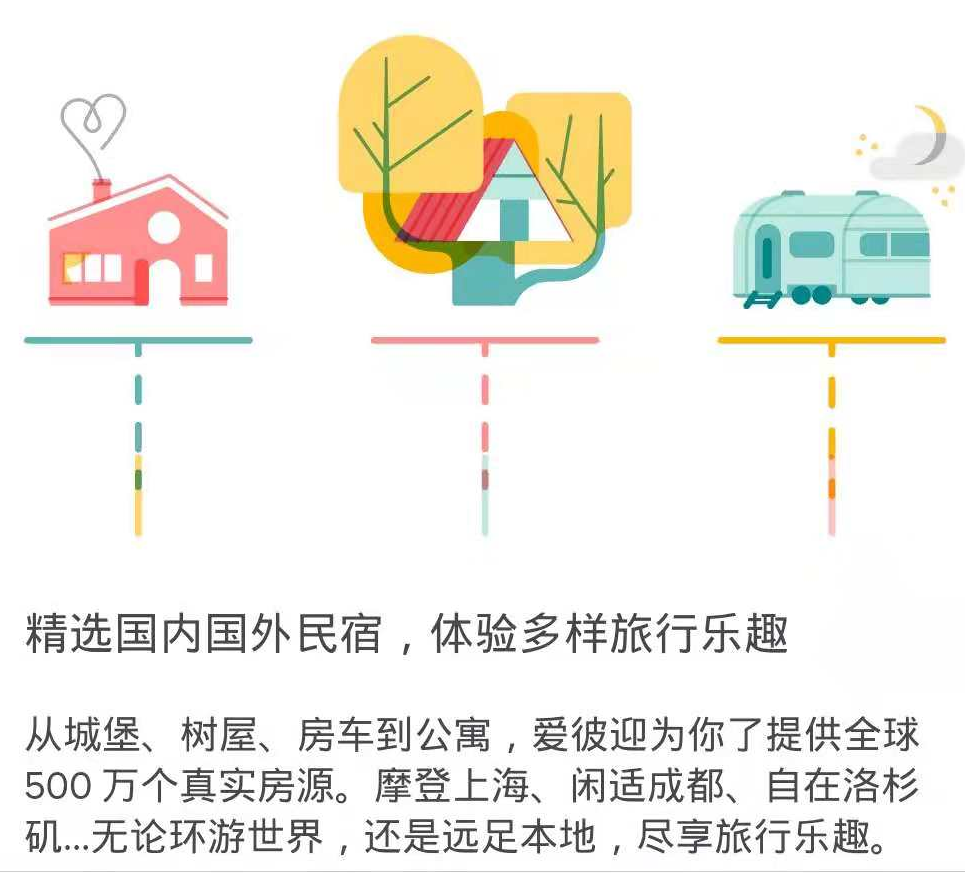 精选国内国外民宿，体验多样旅行乐趣
从城堡、树屋、房车到公寓，爱彼迎为你了提供全球
500 万个真实房源。摩登上海、闲适成都、自在洛杉
矶...无论环游世界，还是远足本地，尽享旅行乐趣。